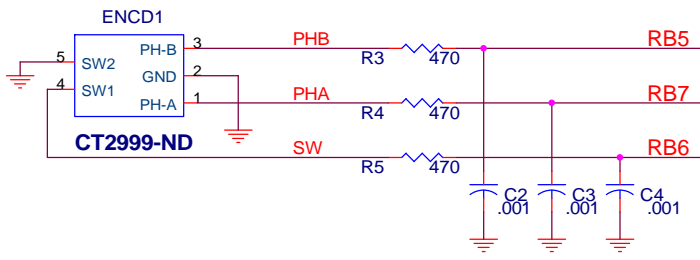 ENCD1
5 SW2 PH-B 3 PHB R3 470 RB5
4 SW1 GND 2
PH-A 1 PHA R4 470 RB7
CT2999-ND
SW R5 470 RB6
C2 .001 C3 .001 C4 .001